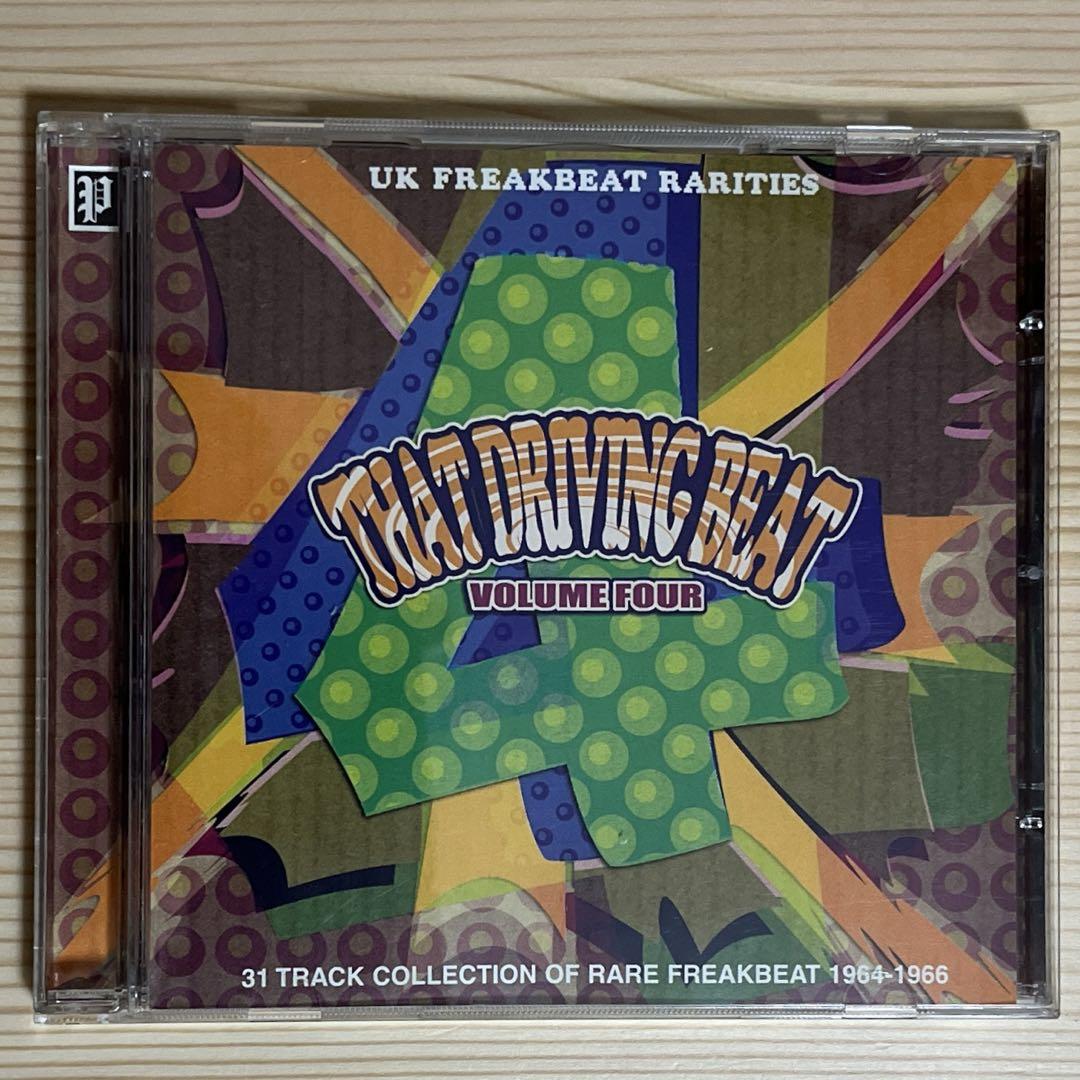 P
UK FREAKBEAT RARITIES
THAT DRIVING BEAT
VOLUME FOUR
31 TRACK COLLECTION OF RARE FREAKBEAT 1964-1966